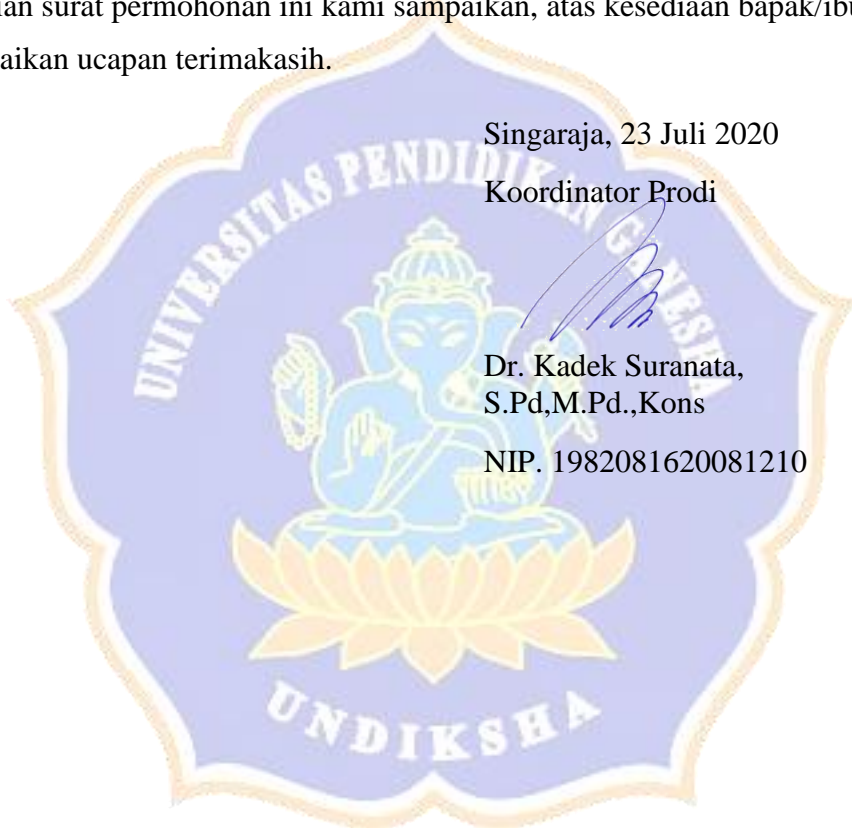 an surat permohonan ini kami sampaikan, atas kesediaan bapak/ibu
aikan ucapan terimakasih.
Singaraja, 23 Juli 2020
Koordinator Prodi
Dr. Kadek Suranata,
S.Pd,M.Pd.,Kons
NIP. 1982081620081210
UNIVERSITAS PENDIDIKAN GANESHA
UNDIKSHA